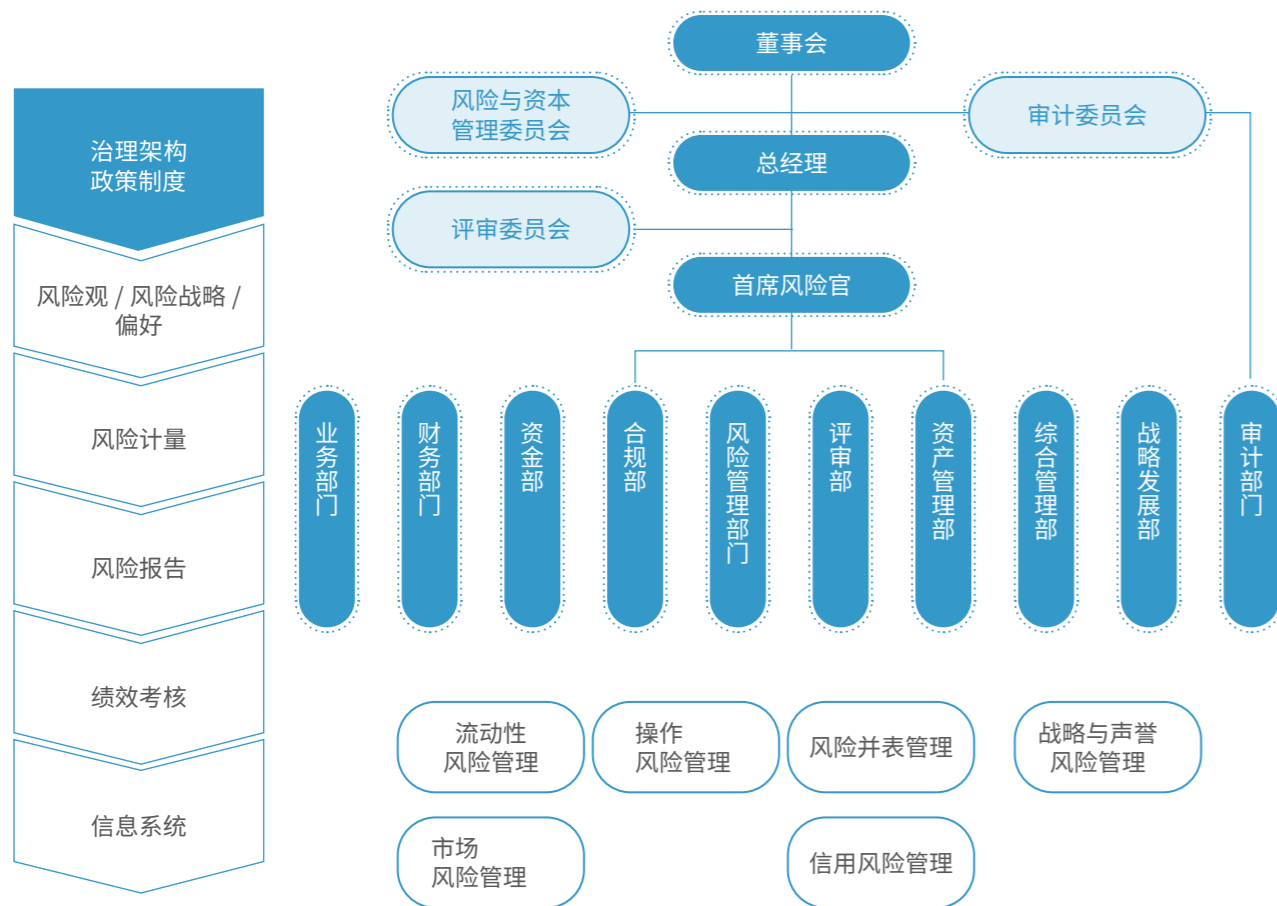 董事会
风险与资本
管理委员会
审计委员会
总经理
评审委员会
首席风险官
治理架构
政策制度
风险观 / 风险战略 /
偏好
风险计量
风险报告
绩效考核
信息系统
业务部门
财务部门
资金部
合规部
风险管理部门
评审部
资产管理部
综合管理部
战略发展部
审计部门
流动性
风险管理
操作
风险管理
风险并表管理
战略与声誉
风险管理
市场
风险管理
信用风险管理